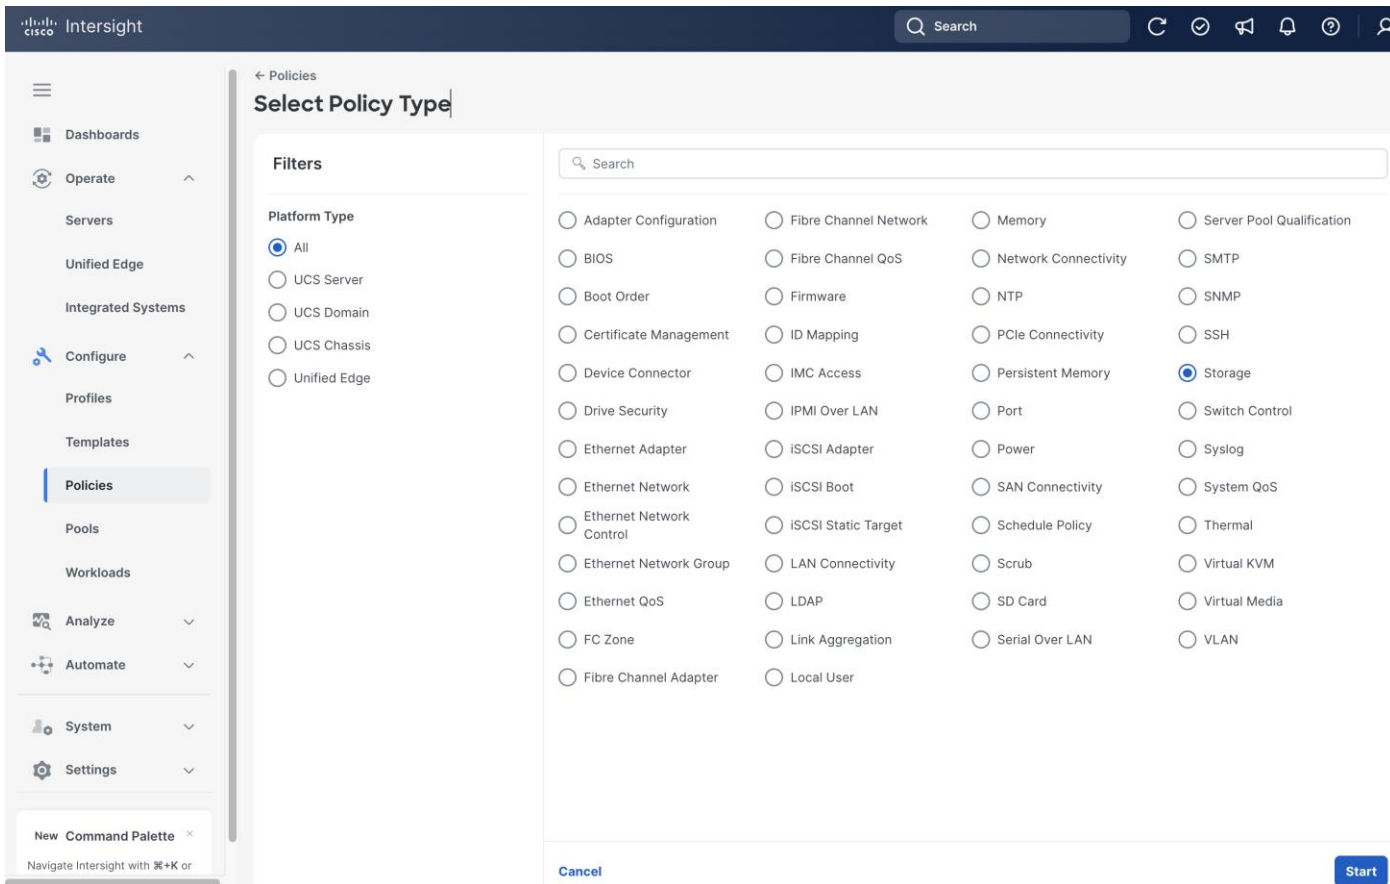 cisco Intersight
Search
← Policies
Select Policy Type
Dashboards
Operate
Servers
Unified Edge
Integrated Systems
Configure
Profiles
Templates
Policies
Pools
Workloads
Analyze
Automate
System
Settings
New Command Palette ×
Navigate Intersight with ⌘+K or
Filters
Platform Type
All
UCS Server
UCS Domain
UCS Chassis
Unified Edge
Search
Adapter Configuration
BIOS
Boot Order
Certificate Management
Device Connector
Drive Security
Ethernet Adapter
Ethernet Network
Ethernet Network
Control
Ethernet Network Group
Ethernet QoS
FC Zone
Fibre Channel Adapter
Fibre Channel Network
Fibre Channel QoS
Firmware
ID Mapping
IMC Access
IPMI Over LAN
iSCSI Adapter
iSCSI Boot
iSCSI Static Target
LAN Connectivity
LDAP
Link Aggregation
Local User
Memory
Network Connectivity
NTP
PCIe Connectivity
Persistent Memory
Port
Power
SAN Connectivity
Schedule Policy
Scrub
SD Card
Serial Over LAN
Server Pool Qualification
SMTP
SNMP
SSH
Storage
Switch Control
Syslog
System QoS
Thermal
Virtual KVM
Virtual Media
VLAN
Cancel
Start